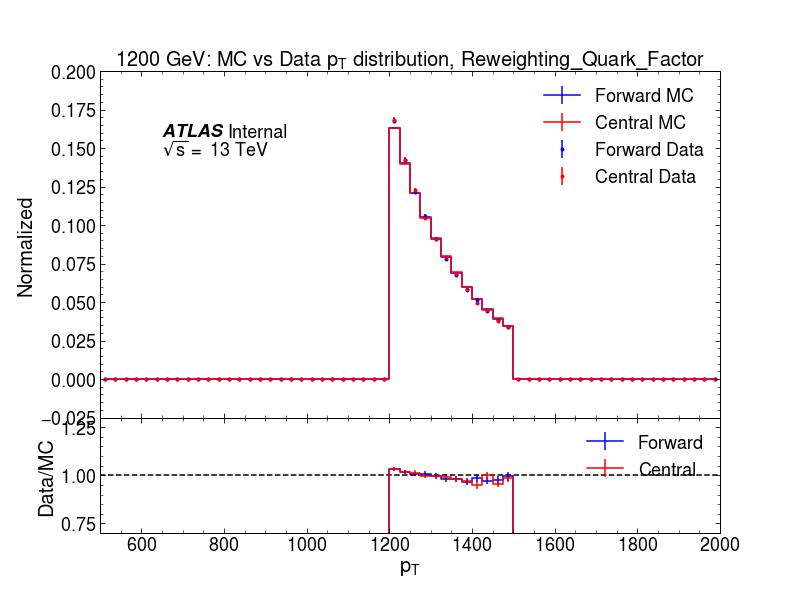 1200 GeV: MC vs Data pT distribution, Reweighting_Quark_Factor
0.200
0.175
0.150
0.125
0.100
0.075
0.050
0.025
0.000
−0.025
Normalized
ATLAS Internal
√s = 13 TeV
Forward MC
Central MC
Forward Data
Central Data
1.25
1.00
0.75
Data/MC
Forward
Central
600 800 1000 1200 1400 1600 1800 2000
pT